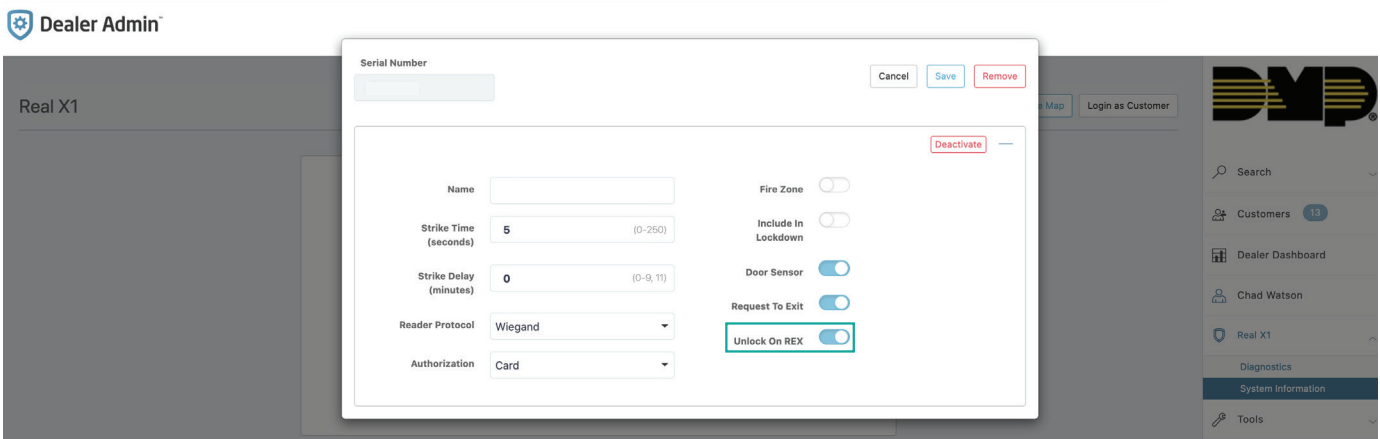 Dealer Admin™
Serial Number
Cancel
Save
Remove
Real X1
Map
Login as Customer
DMP®
Deactivate
Name
Fire Zone
Search
Strike Time
(seconds)
5
(0-250)
Include In
Lockdown
Customers
13
Strike Delay
(minutes)
0
(0-9, 11)
Door Sensor
Dealer Dashboard
Request To Exit
Chad Watson
Reader Protocol
Wiegand
Unlock On REX
Real X1
Authorization
Card
Diagnostics
System Information
Tools